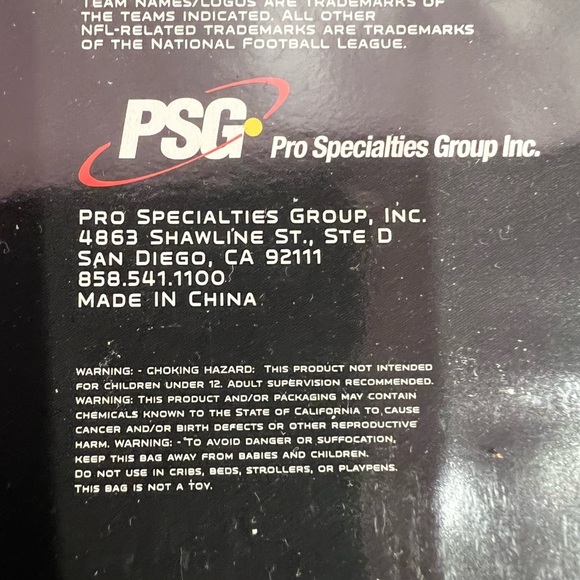 TEAM NAMES/LOGOS ARE TRADEMARKS OF
THE TEAMS INDICATED. ALL OTHER
NFL-RELATED TRADEMARKS ARE TRADEMARKS
OF THE NATIONAL FOOTBALL LEAGUE.
PSG
Pro Specialties Group Inc.
PRO SPECIALTIES GROUP, INC.
4863 SHAWLINE ST., STE D
SAN DIEGO, CA 92111
858.541.1100
MADE IN CHINA
WARNING: - CHOKING HAZARD: THIS PRODUCT NOT INTENDED
FOR CHILDREN UNDER 12. ADULT SUPERVISION RECOMMENDED.
WARNING: THIS PRODUCT AND/OR PACKAGING MAY CONTAIN
CHEMICALS KNOWN TO THE STATE OF CALIFORNIA TO CAUSE
CANCER AND/OR BIRTH DEFECTS OR OTHER REPRODUCTIVE
HARM. WARNING: - TO AVOID DANGER OR SUFFOCATION,
KEEP THIS BAG AWAY FROM BABIES AND CHILDREN.
DO NOT USE IN CRIBS, BEDS, STROLLERS, OR PLAYPENS.
THIS BAG IS NOT A TOY.